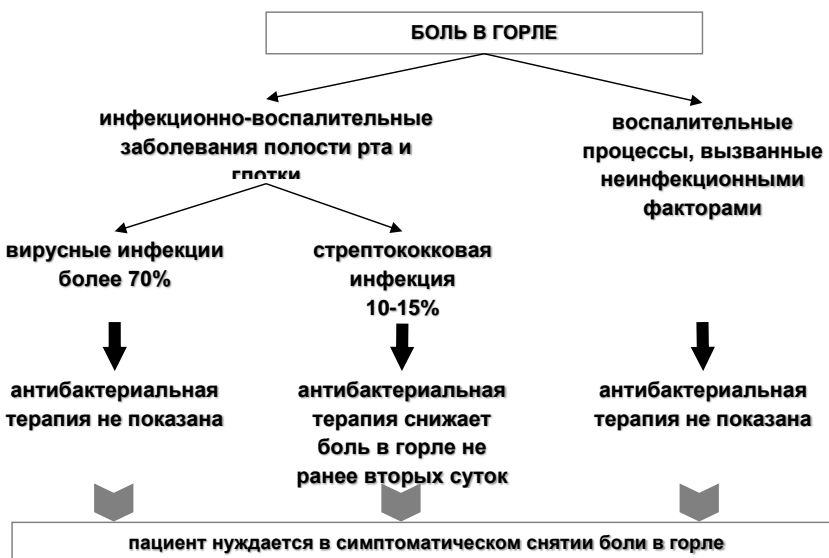 БОЛЬ В ГОРЛЕ
инфекционно-воспалительные
заболевания полости рта и
глотки
воспалительные
процессы, вызванные
неинфекционными
факторами
вирусные инфекции
более 70%
стрептококковая
инфекция
10-15%
антибактериальная
терапия не показана
антибактериальная
терапия снижает
боль в горле не
ранее вторых суток
антибактериальная
терапия не показана
пациент нуждается в симптоматическом снятии боли в горле